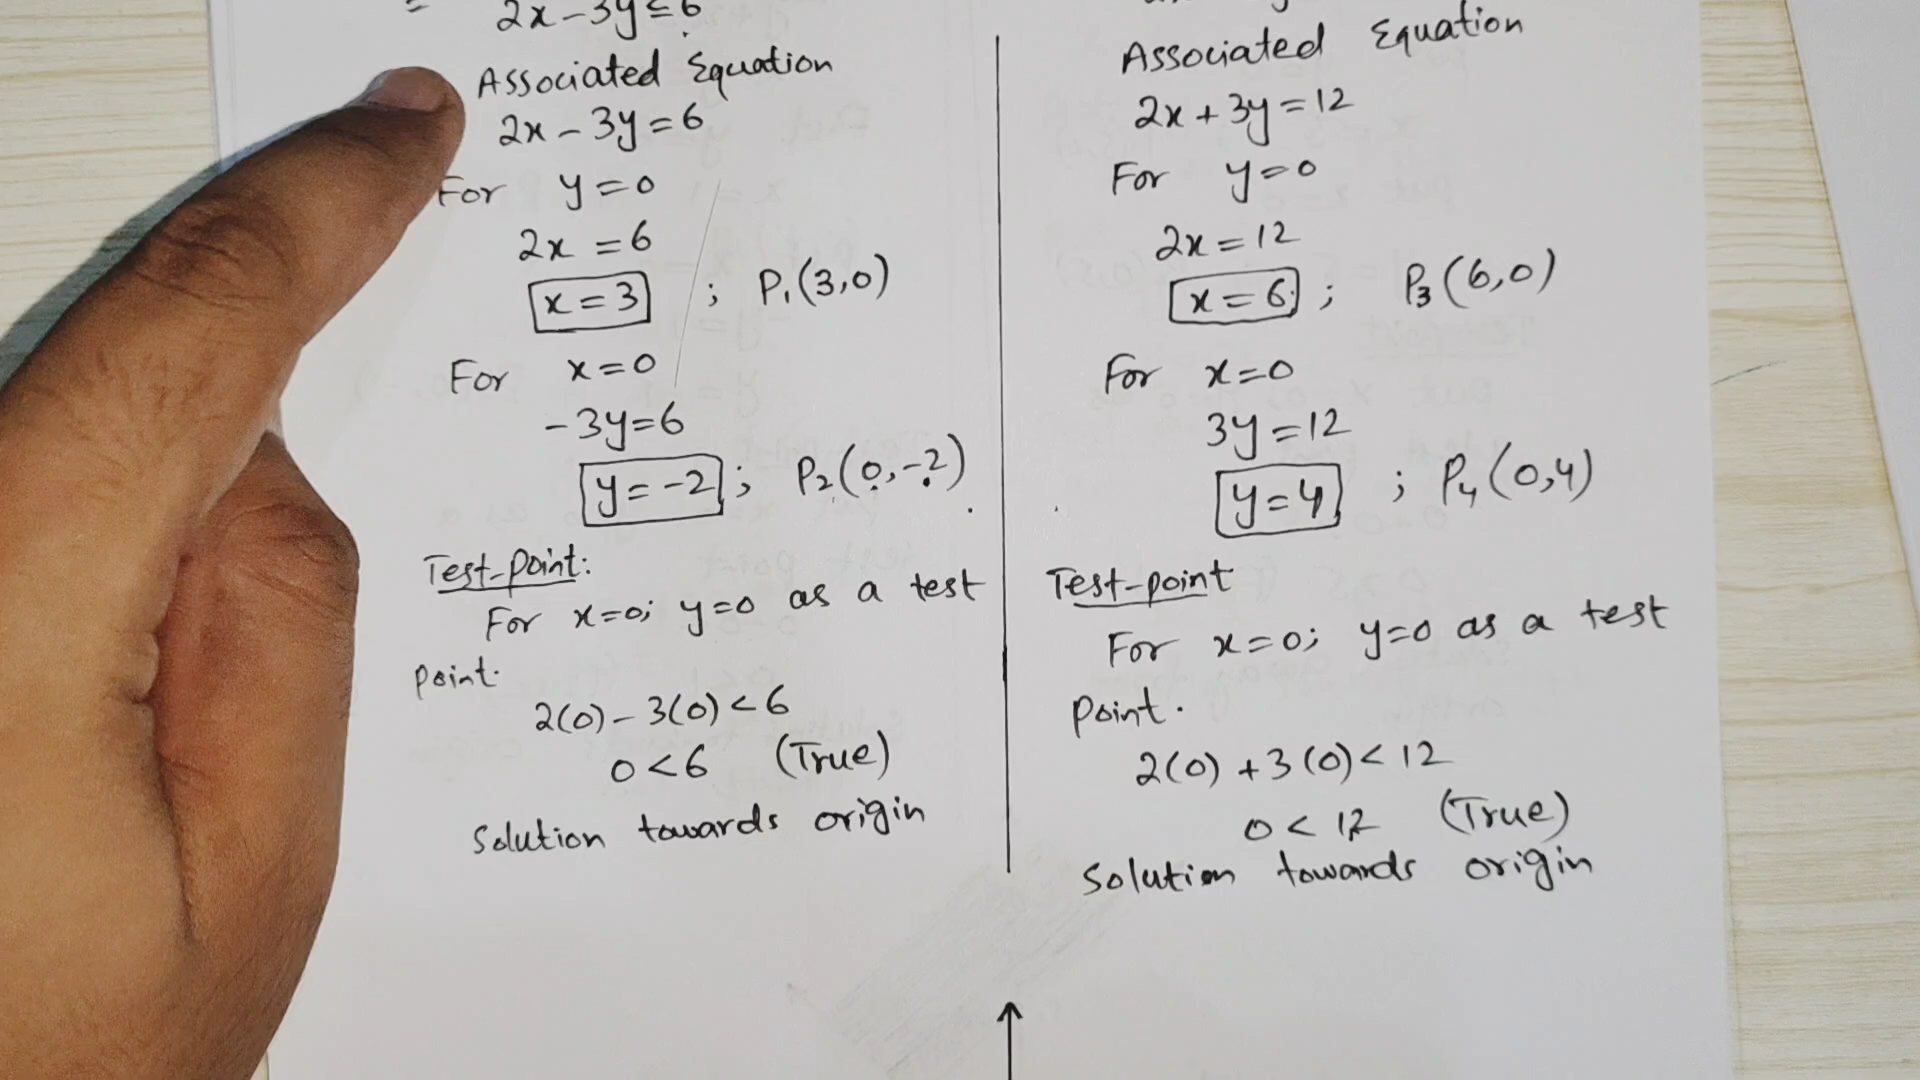 2x-3y≤6
Associated Equation
2x-3y=6
For y=0
2x =6
x=3 ; P₁(3,0)
For x=0
-3y=6
y=-2 ; P₂(0,-2)
Test-point:
For x=0; y=0 as a test
point.
2(0)-3(0)<6
0<6 (True)
Solution towards origin
Associated Equation
2x+3y=12
For y=0
2x=12
x=6 ; P₃(6,0)
For x=0
3y=12
y=4 ; P₄(0,4)
Test-point
For x=0; y=0 as a test
point.
2(0)+3(0)<12
0<12 (True)
Solution towards origin